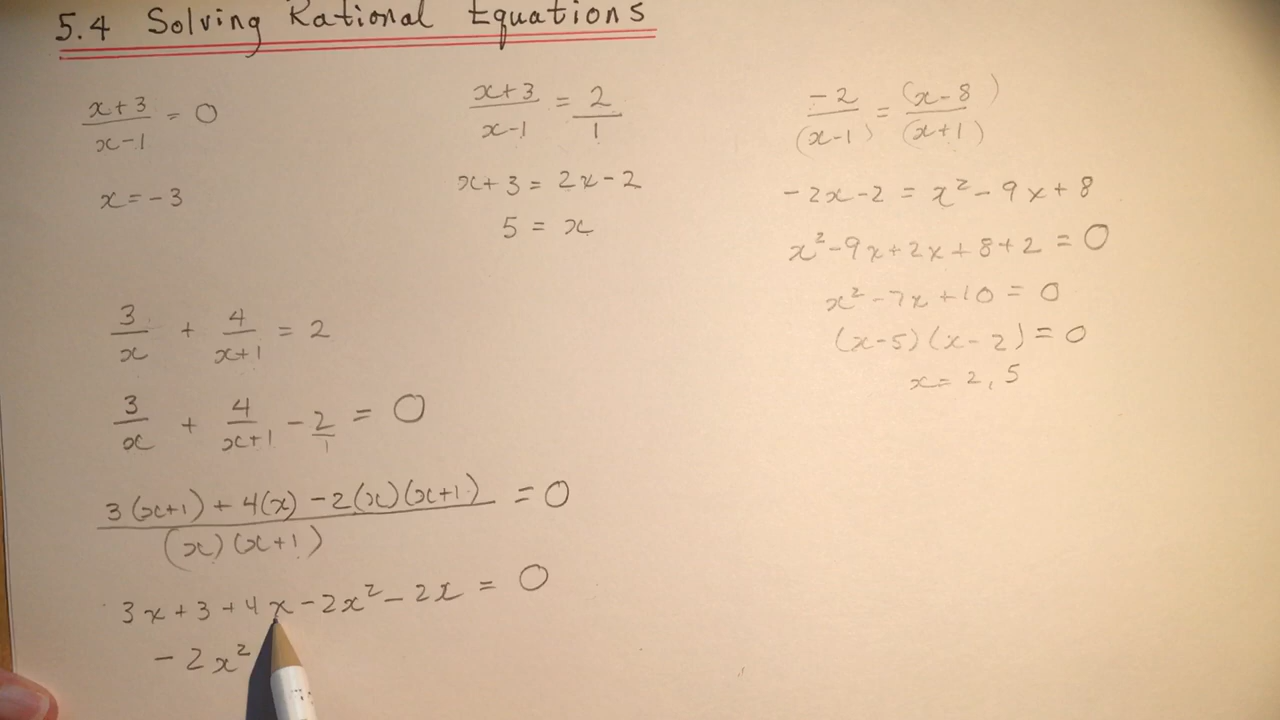 5.4 Solving Rational Equations
x+3/x-1 = 0
x = -3
x+3/x-1 = 2/1
x+3 = 2x-2
5 = x
-2/(x-1) = (x-8)/(x+1)
-2x-2 = x²-9x+8
x²-9x+2x+8+2 = 0
x²-7x+10 = 0
(x-5)(x-2) = 0
x = 2, 5
3/x + 4/x+1 = 2
3/x + 4/x+1 - 2/1 = 0
3(x+1)+4(x)-2(x)(x+1)/(x)(x+1) = 0
3x+3+4x-2x²-2x = 0
-2x²